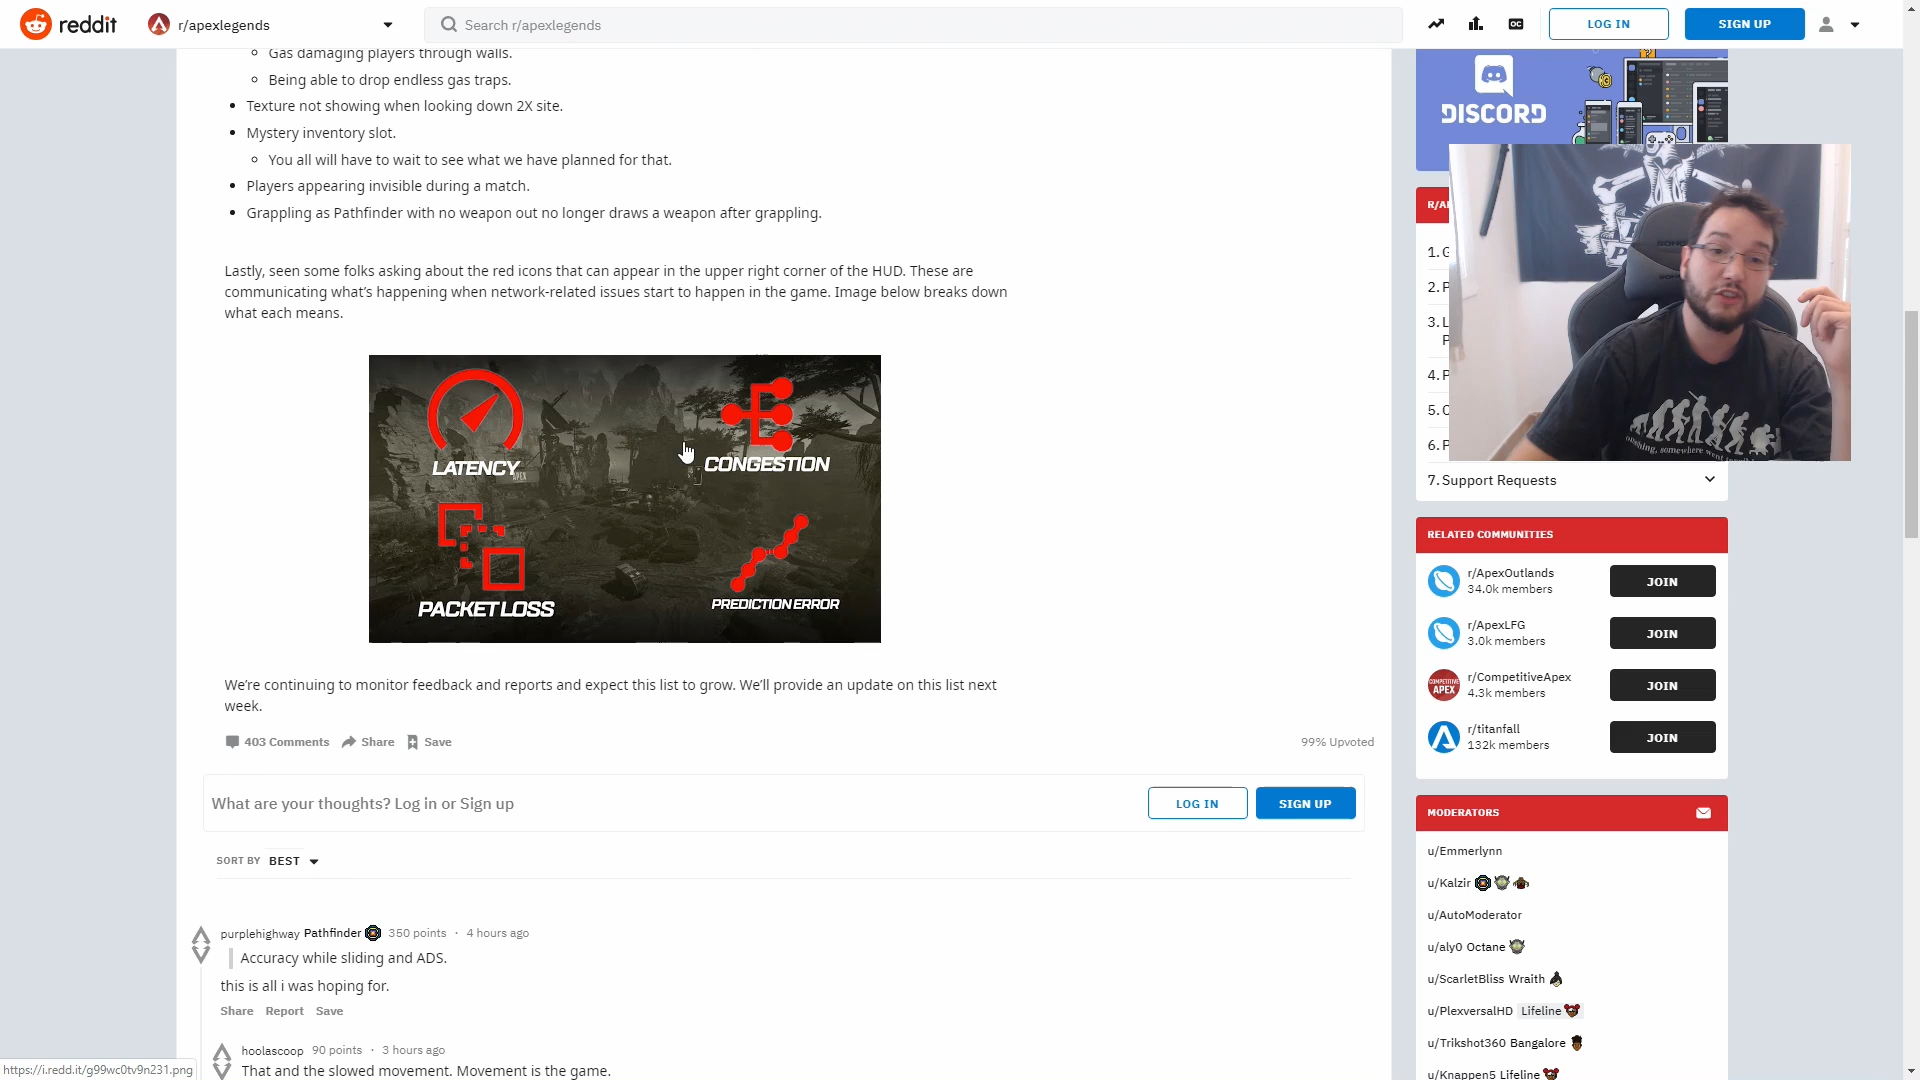 reddit
r/apexlegends
Search r/apexlegends
LOG IN
SIGN UP
Gas damaging players through walls.
Being able to drop endless gas traps.
Texture not showing when looking down 2X site.
Mystery inventory slot.
You all will have to wait to see what we have planned for that.
Players appearing invisible during a match.
Grappling as Pathfinder with no weapon out no longer draws a weapon after grappling.
Lastly, seen some folks asking about the red icons that can appear in the upper right corner of the HUD. These are
communicating what's happening when network-related issues start to happen in the game. Image below breaks down
what each means.
LATENCY
CONGESTION
PACKET LOSS
PREDICTION ERROR
We're continuing to monitor feedback and reports and expect this list to grow. We'll provide an update on this list next
week.
403 Comments
Share
Save
99% Upvoted
What are your thoughts? Log in or Sign up
LOG IN
SIGN UP
SORT BY BEST
purplehighway Pathfinder 350 points · 4 hours ago
Accuracy while sliding and ADS.
this is all i was hoping for.
Share Report Save
hoolascoop 90 points · 3 hours ago
That and the slowed movement. Movement is the game.
https://i.redd.it/g99wc0tv9n231.png
DISCORD
1.
2.
3.
4.
5.
6.
7. Support Requests
RELATED COMMUNITIES
r/ApexOutlands
34.0k members
JOIN
r/ApexLFG
3.0k members
JOIN
COMPETITIVE
APEX
r/CompetitiveApex
4.3k members
JOIN
r/titanfall
132k members
JOIN
MODERATORS
u/Emmerlynn
u/Kalzir
u/AutoModerator
u/aly0 Octane
u/ScarletBliss Wraith
u/PlexversalHD Lifeline
u/Trikshot360 Bangalore
u/Knappen5 Lifeline